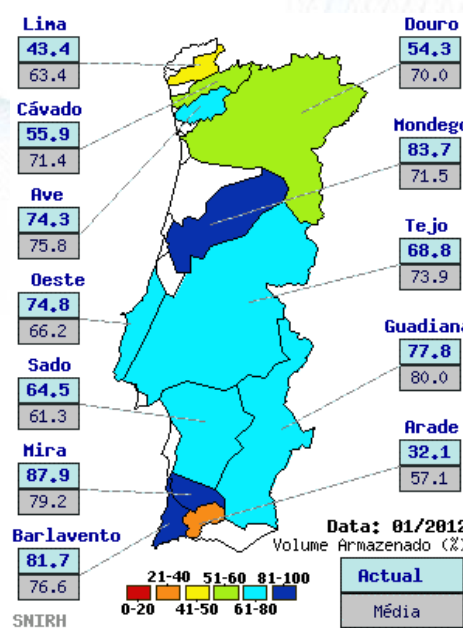 Lima
43.4
63.4
Cávado
55.9
71.4
Ave
74.3
75.8
Oeste
74.8
66.2
Sado
64.5
61.3
Mira
87.9
79.2
Barlavento
81.7
76.6
Douro
54.3
70.0
Mondego
83.7
71.5
Tejo
68.8
73.9
Guadiana
77.8
80.0
Arade
32.1
57.1
Data: 01/2012
Volume Armazenado (%)
Actual
Média
21-40 51-60 81-100
0-20 41-50 61-80
SNIRH